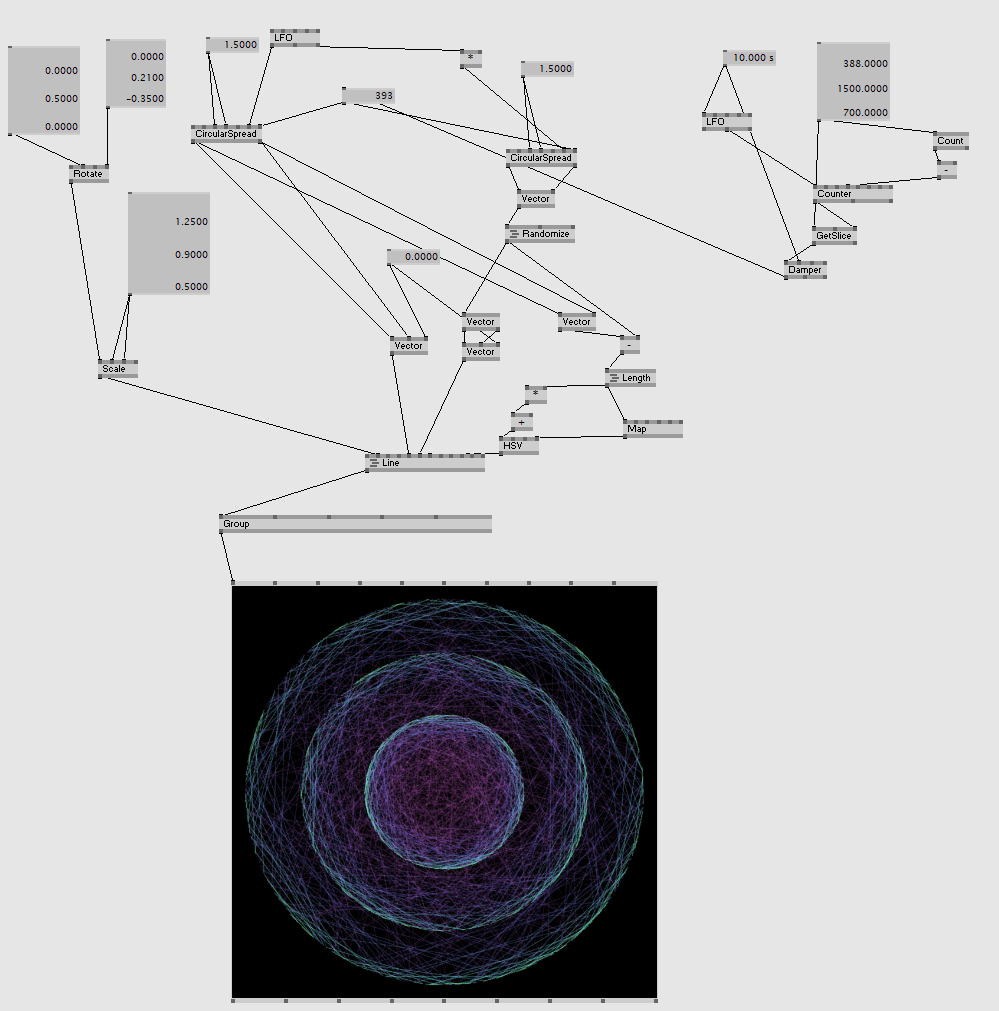 LFO
1.5000
0.0000
0.5000
0.0000
0.0000
0.2100
-0.3500
*
10.000 s
388.0000
1500.0000
700.0000
1.5000
393
LFO
CircularSpread
Count
CircularSpread
-
Rotate
Counter
Vector
1.2500
0.9000
0.5000
Randomize
GetSlice
0.0000
Damper
Vector
Vector
Vector
-
Vector
Scale
Length
*
+
Map
HSV
Line
Group